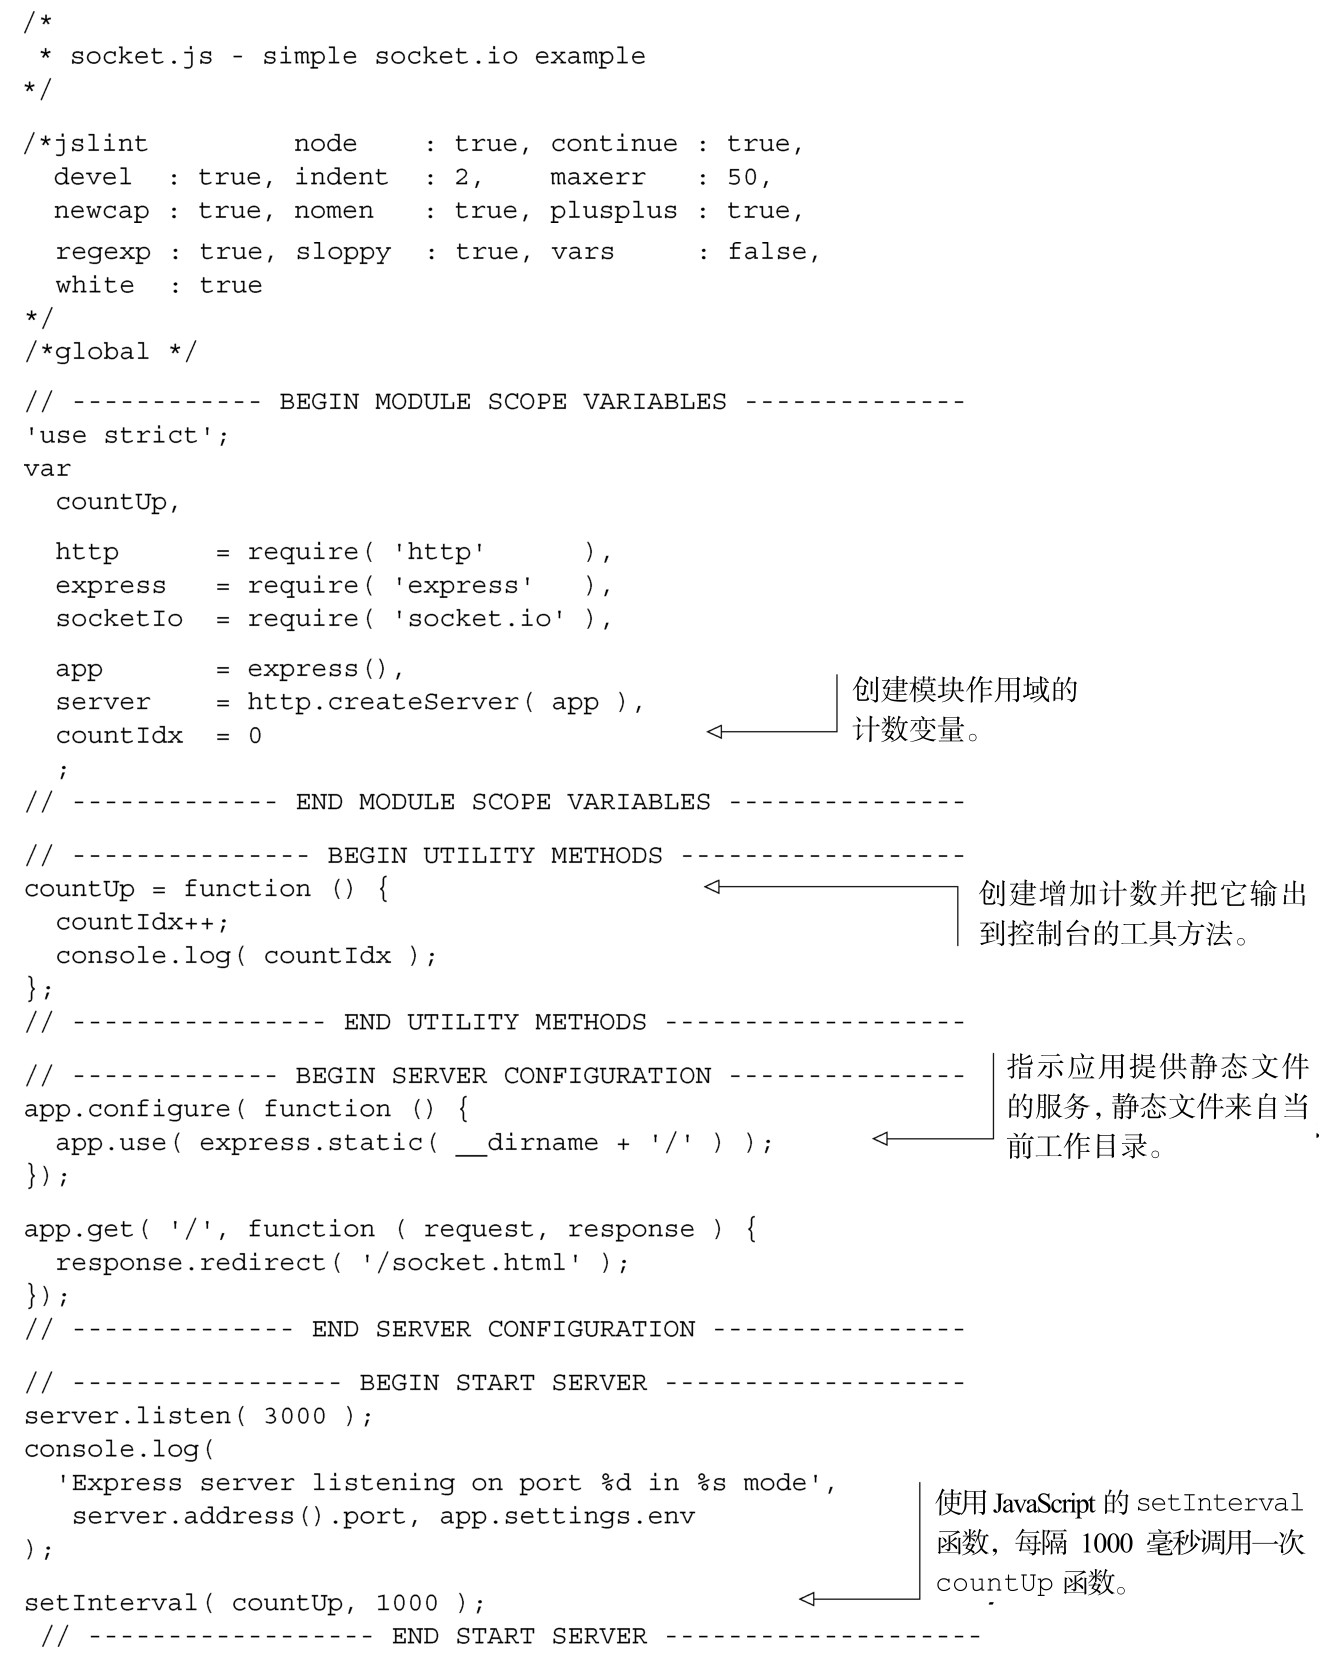 /*
 * socket.js - simple socket.io example
*/
/*jslint         node    : true, continue : true,
  devel  : true, indent  : 2,    maxerr   : 50,
  newcap : true, nomen   : true, plusplus : true,
  regexp : true, sloppy  : true, vars     : false,
  white  : true
*/
/*global */
// ------------ BEGIN MODULE SCOPE VARIABLES --------------
'use strict';
var
  countUp,
  http      = require( 'http'      ),
  express   = require( 'express'   ),
  socketIo  = require( 'socket.io' ),
  app       = express(),
  server    = http.createServer( app ),
  countIdx  = 0
  ;
创建模块作用域的
计数变量。
// ------------- END MODULE SCOPE VARIABLES ---------------
// --------------- BEGIN UTILITY METHODS ------------------
countUp = function () {
  countIdx++;
  console.log( countIdx );
};
创建增加计数并把它输出
到控制台的工具方法。
// ---------------- END UTILITY METHODS -------------------
// ------------- BEGIN SERVER CONFIGURATION ---------------
app.configure( function () {
  app.use( express.static( __dirname + '/' ) );
});
指示应用提供静态文件
的服务，静态文件来自当
前工作目录。
app.get( '/', function ( request, response ) {
  response.redirect( '/socket.html' );
});
// -------------- END SERVER CONFIGURATION ----------------
// ----------------- BEGIN START SERVER -------------------
server.listen( 3000 );
console.log(
  'Express server listening on port %d in %s mode',
   server.address().port, app.settings.env
);
使用 JavaScript 的 setInterval
函数，每隔 1000 毫秒调用一次
countUp 函数。
setInterval( countUp, 1000 );
 // ------------------ END START SERVER --------------------